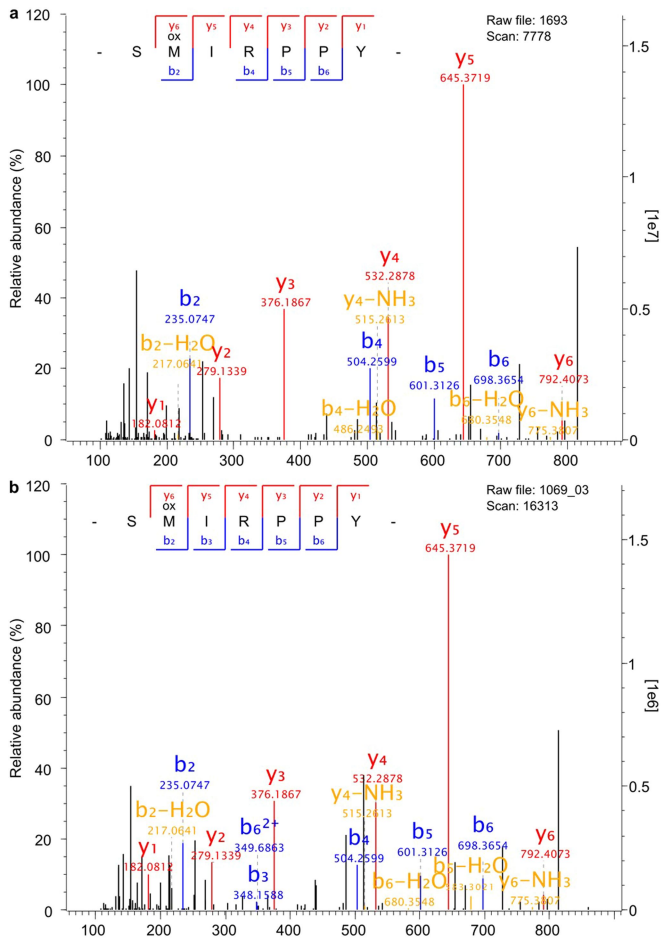 a
Raw file: 1693
Scan: 7778
y₆ y₅ y₄ y₃ y₂ y₁
ox
- S M I R P P Y -
b₂ b₄ b₅ b₆
Relative abundance (%)
120
100
80
60
40
20
0
1.5
1
0.5
0
[1e7]
y₅
645.3719
y₄
532.2878
y₃
376.1867
y₄–NH₃
515.2613
b₂
235.0747
b₂–H₂O
217.0641
y₂
279.1339
y₁
182.0812
b₄
504.2599
b₅
601.3126
b₆
698.3654
y₆
792.4073
b₄–H₂O
486.2493
b₆–H₂O
680.3548
y₆–NH₃
775.3807
100 200 300 400 500 600 700 800
b
Raw file: 1069_03
Scan: 16313
y₆ y₅ y₄ y₃ y₂ y₁
ox
- S M I R P P Y -
b₂ b₃ b₄ b₅ b₆
Relative abundance (%)
120
100
80
60
40
20
0
1.5
1
0.5
0
[1e6]
y₅
645.3719
y₄
532.2878
y₃
376.1867
y₄–NH₃
515.2613
b₂
235.0747
b₂–H₂O
217.0641
b₆²⁺
349.6863
y₂
279.1339
y₁
182.0812
b₃
348.1588
b₄
504.2599
b₅
601.3126
b₆
698.3654
y₆
792.4073
b₆–H₂O
680.3548
y₆–NH₃
775.3807
100 200 300 400 500 600 700 800